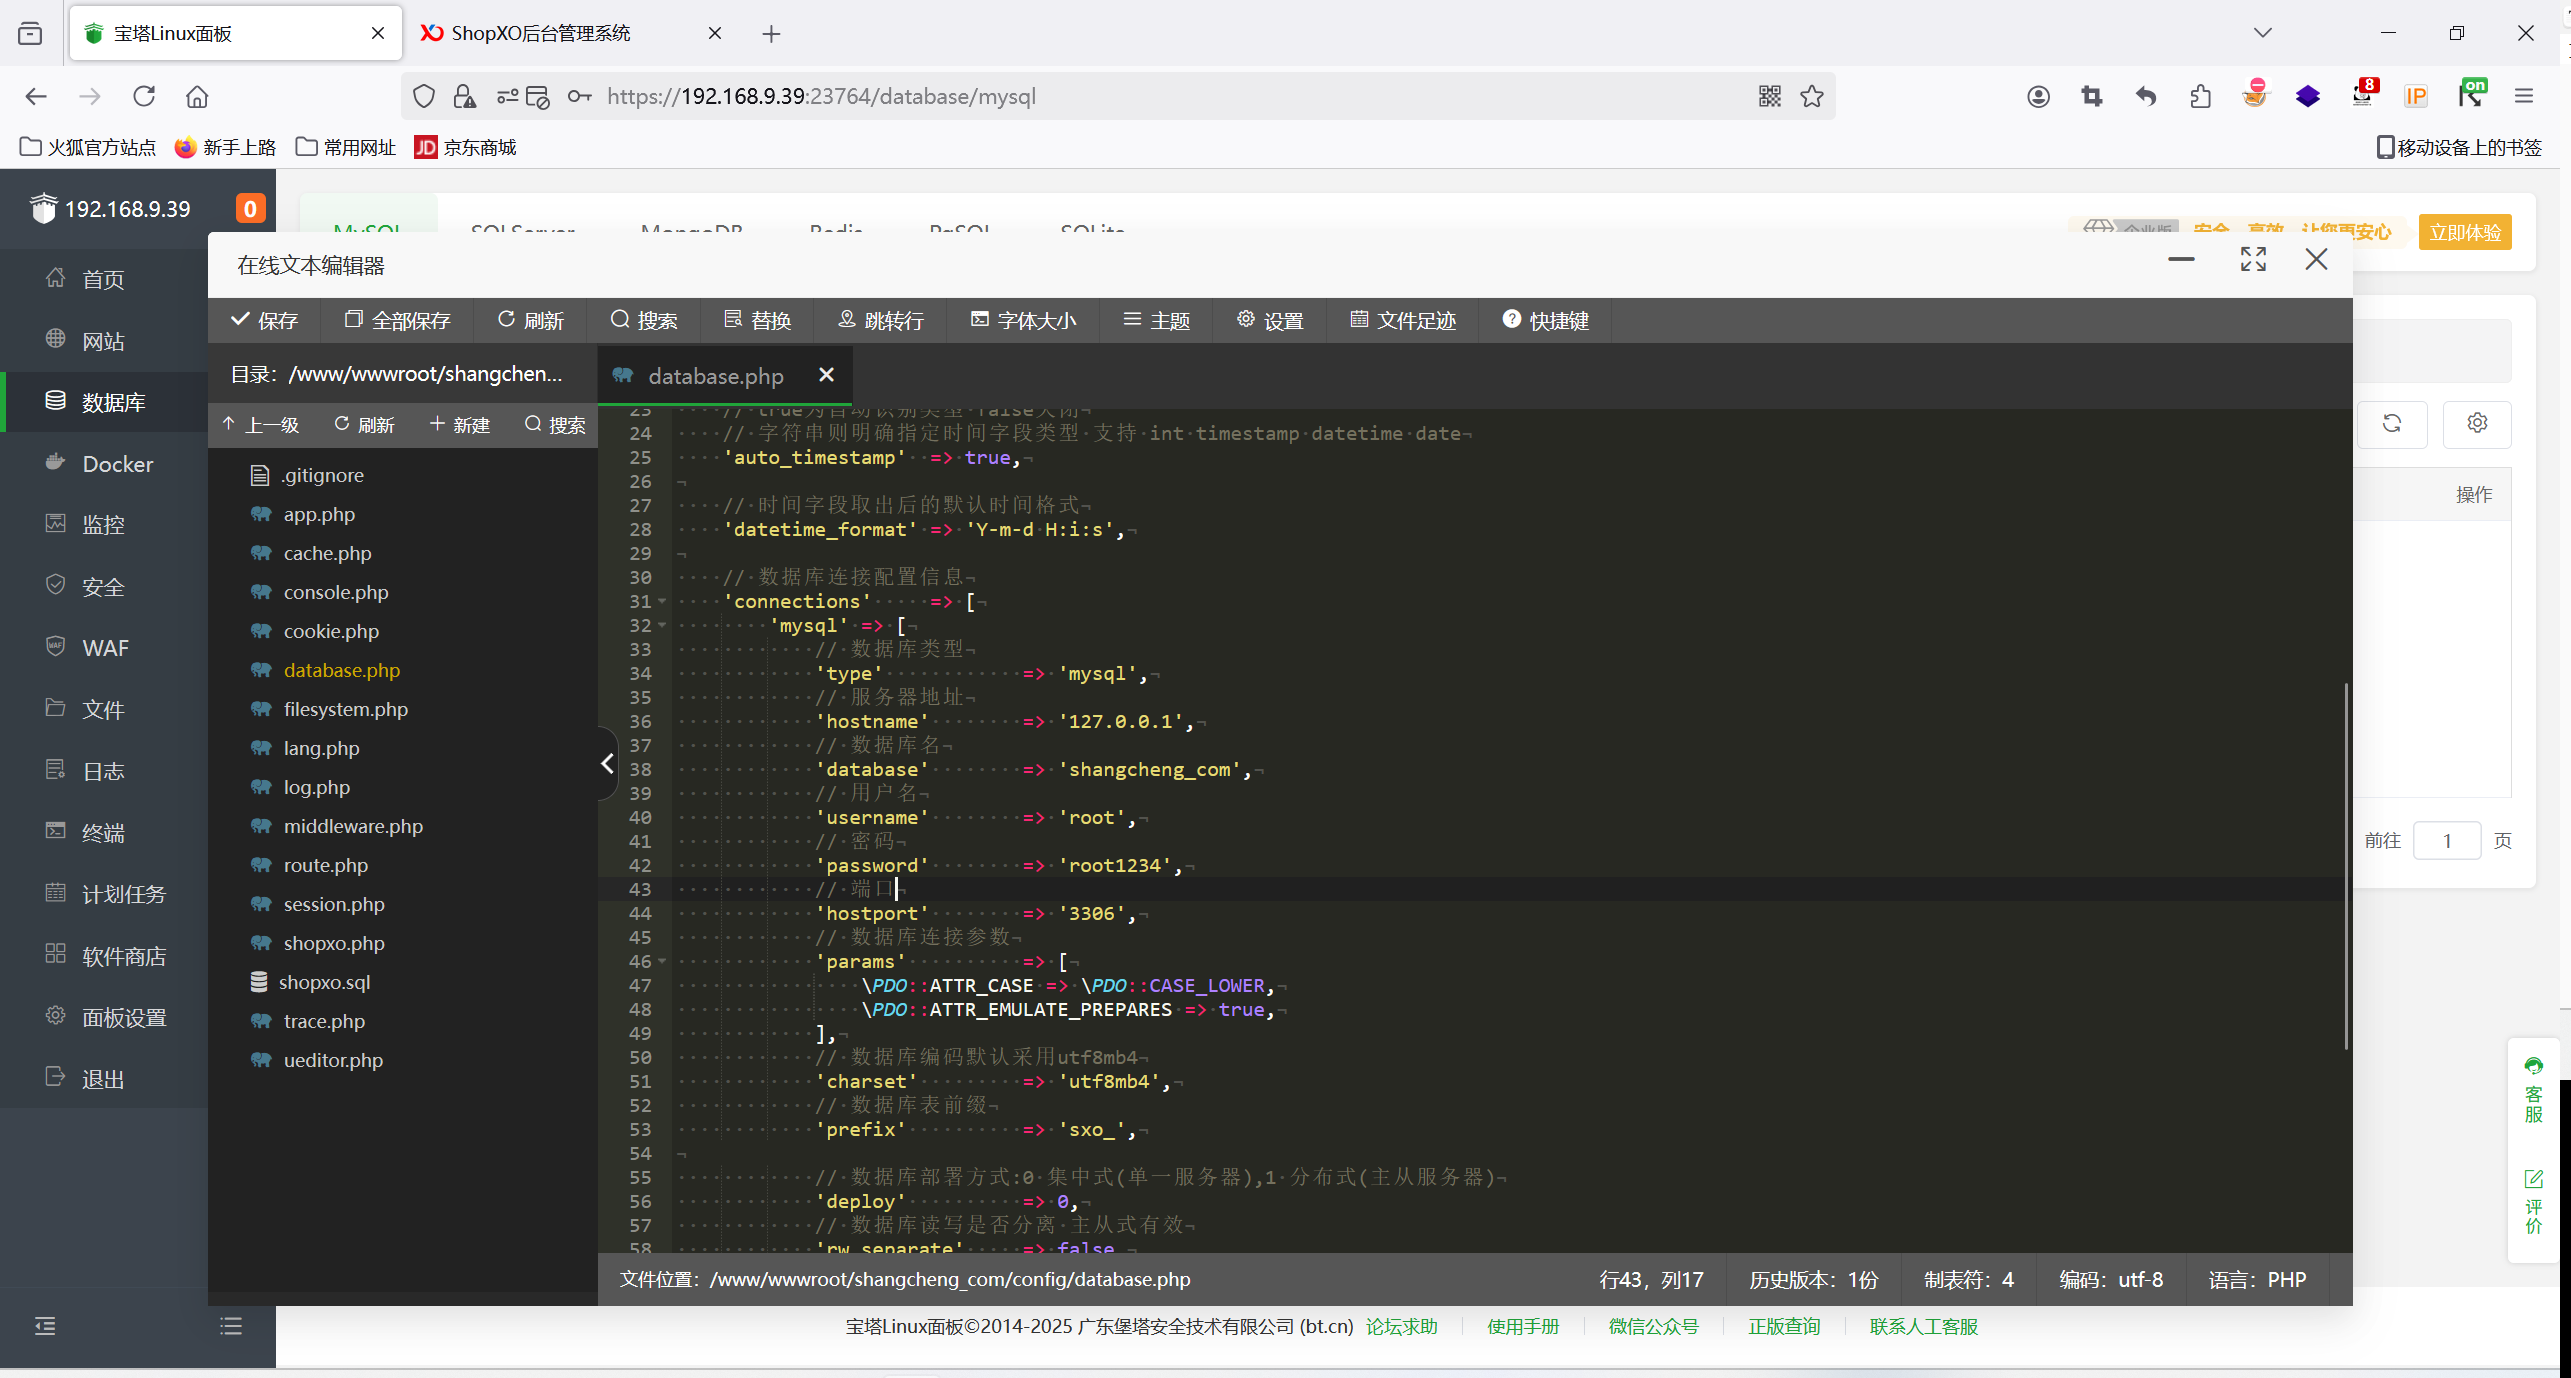 宝塔Linux面板
ShopXO后台管理系统
https://192.168.9.39:23764/database/mysql
8
IP
on
火狐官方站点
新手上路
常用网址
JD 京东商城
移动设备上的书签
192.168.9.39
0
首页
网站
数据库
Docker
监控
安全
WAF
文件
日志
终端
计划任务
软件商店
面板设置
退出
MySQL
SQLServer
MongoDB
Redis
PgSQL
SQLite
企业版
安全、高效、让您更安心
立即体验
在线文本编辑器
保存
全部保存
刷新
搜索
替换
跳转行
字体大小
主题
设置
文件足迹
快捷键
目录：/www/wwwroot/shangchen...
database.php
上一级
刷新
新建
搜索
.gitignore
app.php
cache.php
console.php
cookie.php
database.php
filesystem.php
lang.php
log.php
middleware.php
route.php
session.php
shopxo.php
shopxo.sql
trace.php
ueditor.php
23 // true为自动识别类型 false关闭
24 // 字符串则明确指定时间字段类型 支持 int timestamp datetime date
25 'auto_timestamp' => true,
26
27 // 时间字段取出后的默认时间格式
28 'datetime_format' => 'Y-m-d H:i:s',
29
30 // 数据库连接配置信息
31 'connections' => [
32 'mysql' => [
33 // 数据库类型
34 'type' => 'mysql',
35 // 服务器地址
36 'hostname' => '127.0.0.1',
37 // 数据库名
38 'database' => 'shangcheng_com',
39 // 用户名
40 'username' => 'root',
41 // 密码
42 'password' => 'root1234',
43 // 端口
44 'hostport' => '3306',
45 // 数据库连接参数
46 'params' => [
47 \PDO::ATTR_CASE => \PDO::CASE_LOWER,
48 \PDO::ATTR_EMULATE_PREPARES => true,
49 ],
50 // 数据库编码默认采用utf8mb4
51 'charset' => 'utf8mb4',
52 // 数据库表前缀
53 'prefix' => 'sxo_',
54
55 // 数据库部署方式:0 集中式(单一服务器),1 分布式(主从服务器)
56 'deploy' => 0,
57 // 数据库读写是否分离 主从式有效
58 'rw_separate' => false,
文件位置：/www/wwwroot/shangcheng_com/config/database.php
行43，列17
历史版本：1份
制表符：4
编码：utf-8
语言：PHP
操作
前往 1 页
客服
评价
宝塔Linux面板©2014-2025 广东堡塔安全技术有限公司 (bt.cn)
论坛求助
使用手册
微信公众号
正版查询
联系人工客服